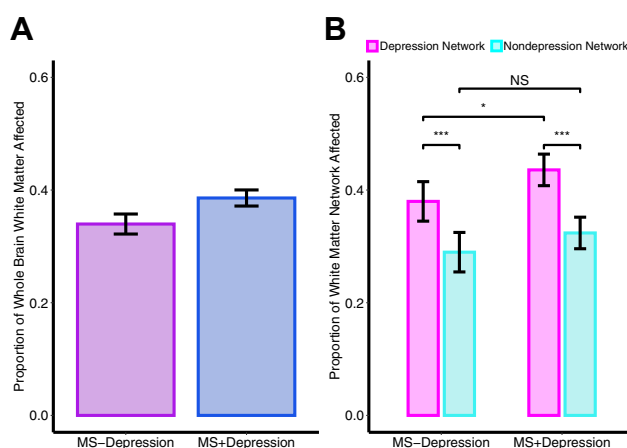 A
Proportion of Whole Brain White Matter Affected
0.6
0.4
0.2
0.0
MS−Depression MS+Depression
B
Depression Network Nondepression Network
Proportion of White Matter Network Affected
0.6
0.4
0.2
0.0
NS
*
*** ***
MS−Depression MS+Depression